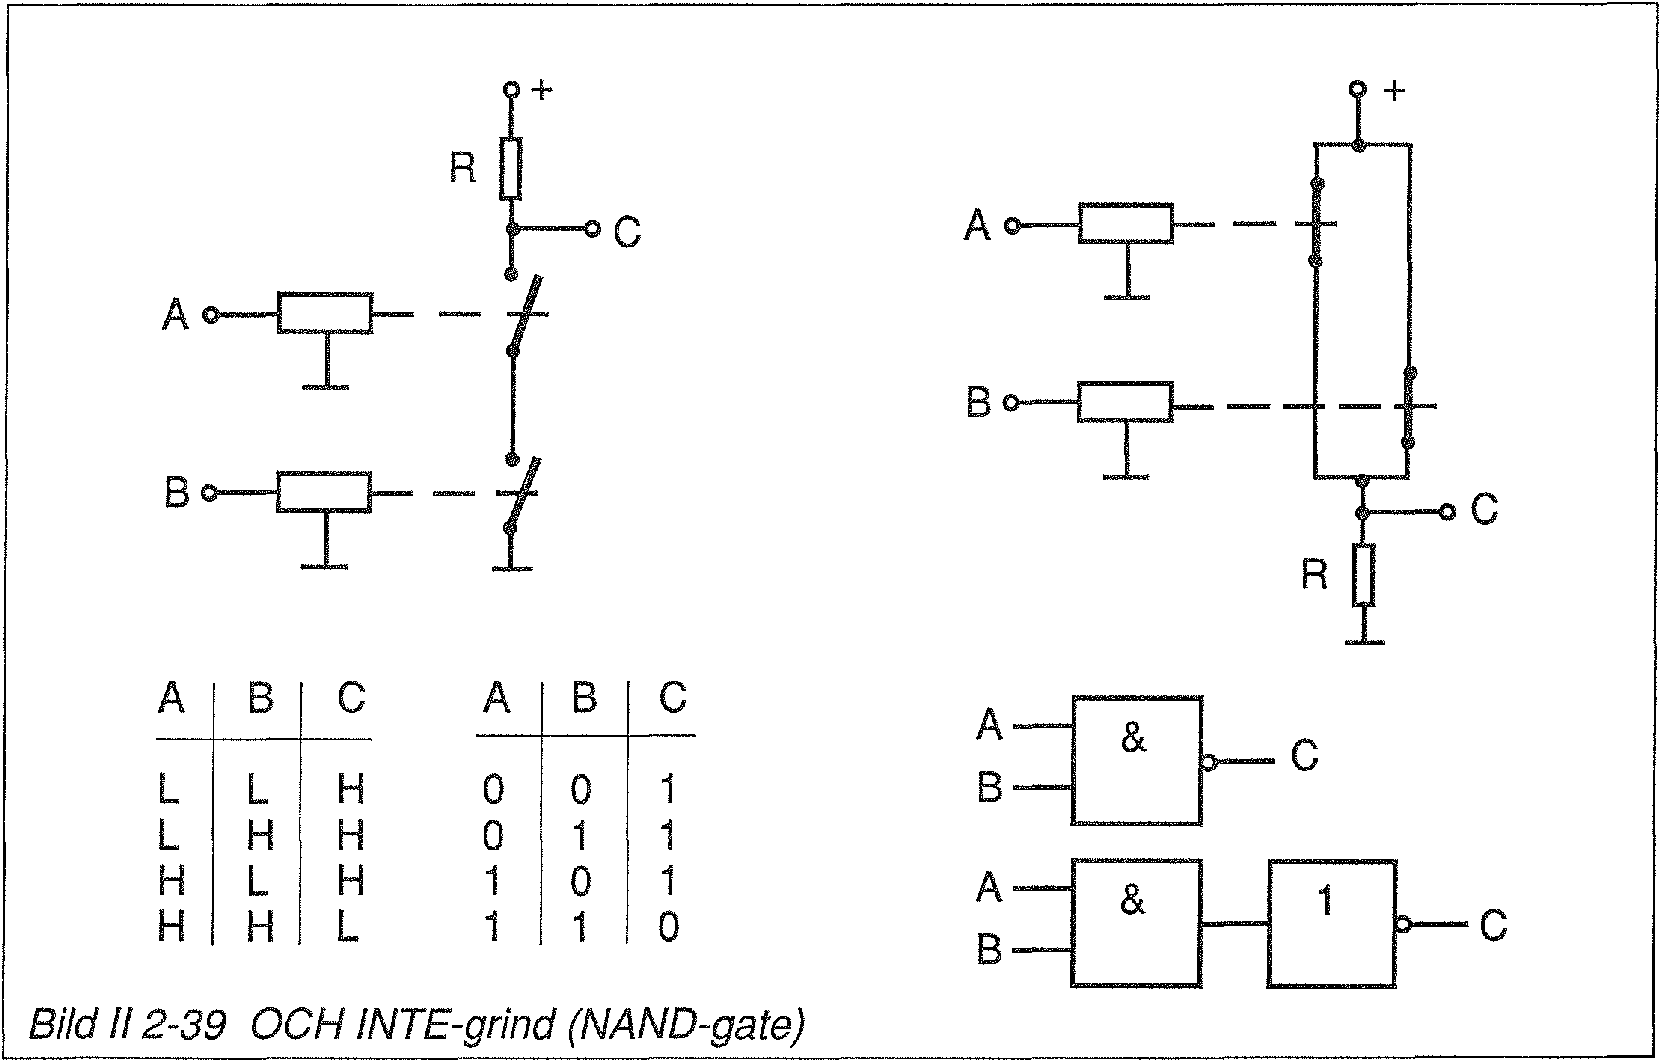 +
R
C
A
B
+
A
B
C
R
A B C
L L H
L H H
H L H
H H L
A B C
0 0 1
0 1 1
1 0 1
1 1 0
A
&
B
C
A
&
1
B
C
Bild II 2-39 OCH INTE-grind (NAND-gate)